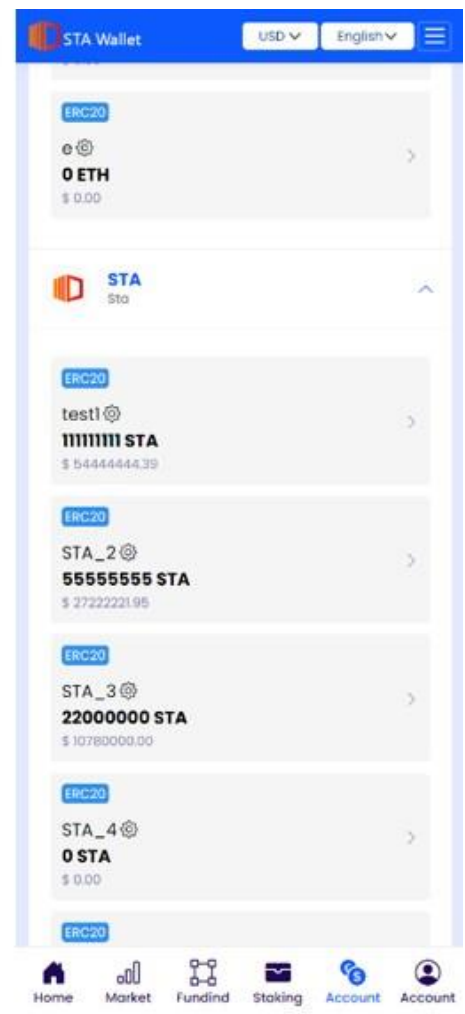 STA Wallet
USD
English
ERC20
e
0 ETH
$ 0.00
STA
Sta
ERC20
test1
111111111 STA
$ 54444444.39
ERC20
STA_2
55555555 STA
$ 27222221.95
ERC20
STA_3
22000000 STA
$ 10780000.00
ERC20
STA_4
0 STA
$ 0.00
ERC20
Home Market Fundind Staking Account Account